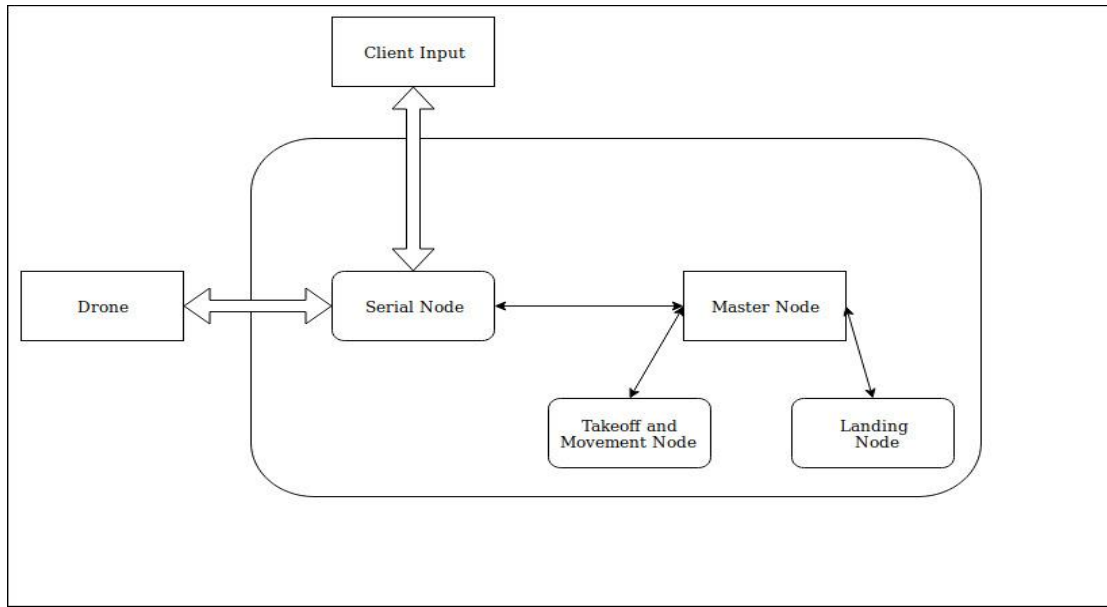 Client Input
Drone
Serial Node
Master Node
Takeoff and
Movement Node
Landing
Node